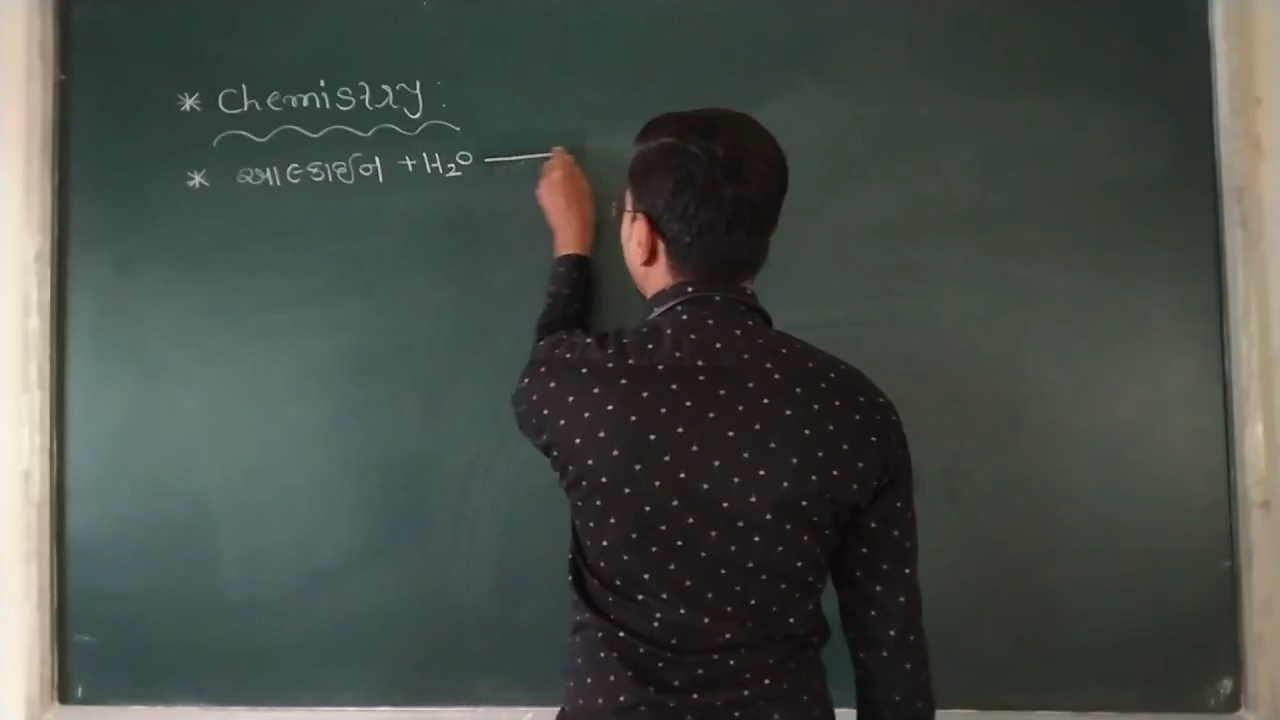 * Chemistry :
* આલ્કાઈન + H₂O —